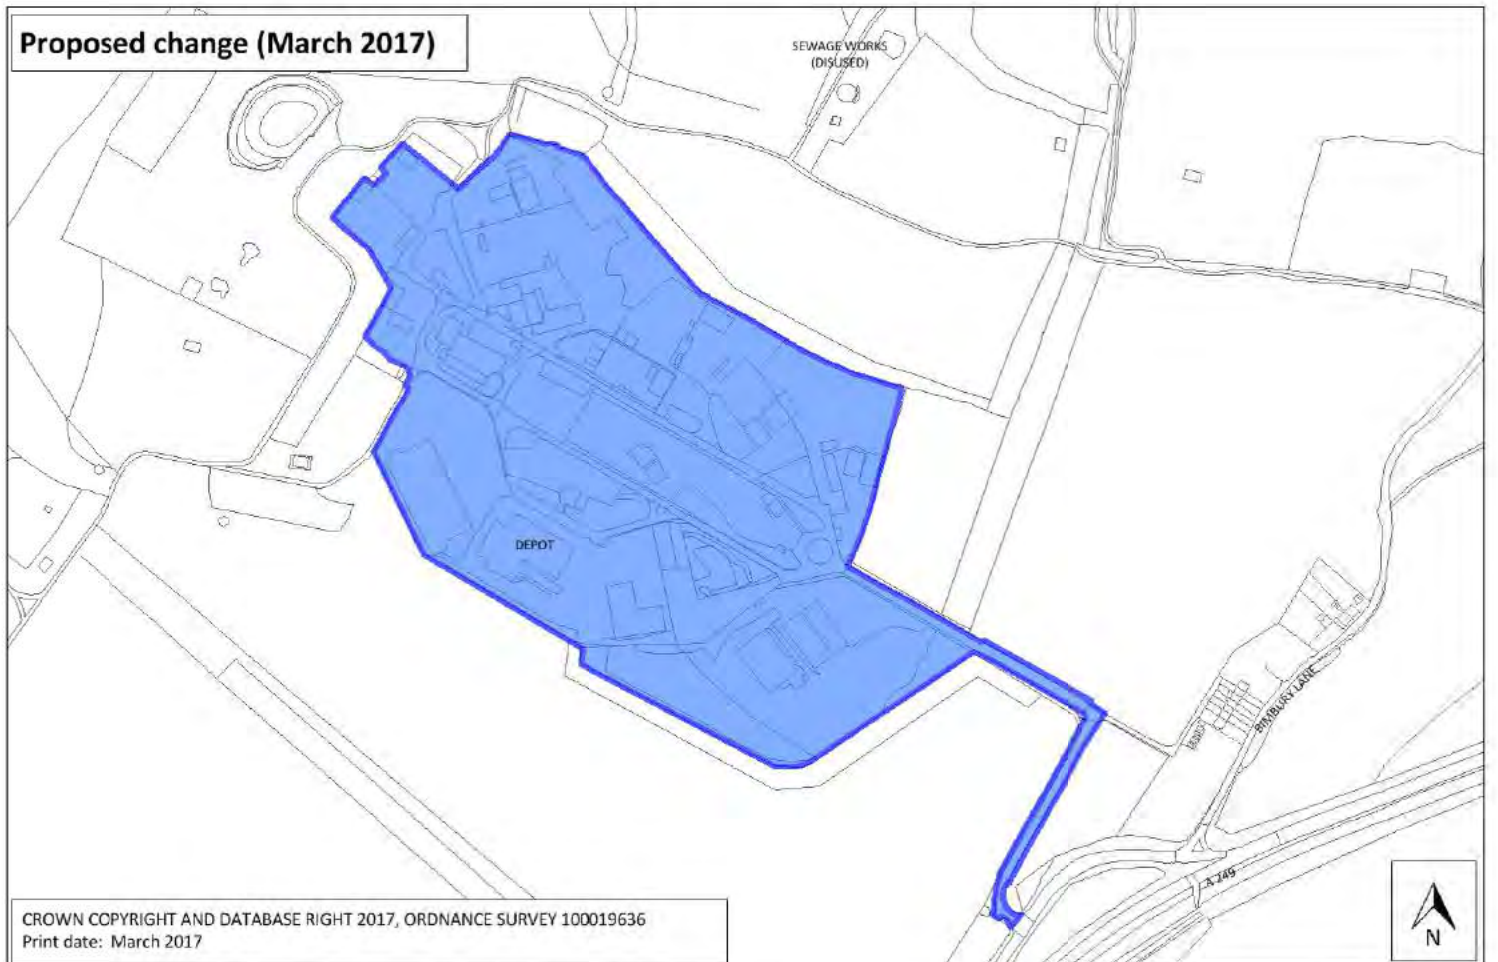 Proposed change (March 2017)
SEWAGE WORKS
(DISUSED)
DEPOT
BIMBURY LANE
A 249
CROWN COPYRIGHT AND DATABASE RIGHT 2017, ORDNANCE SURVEY 100019636
Print date: March 2017
N